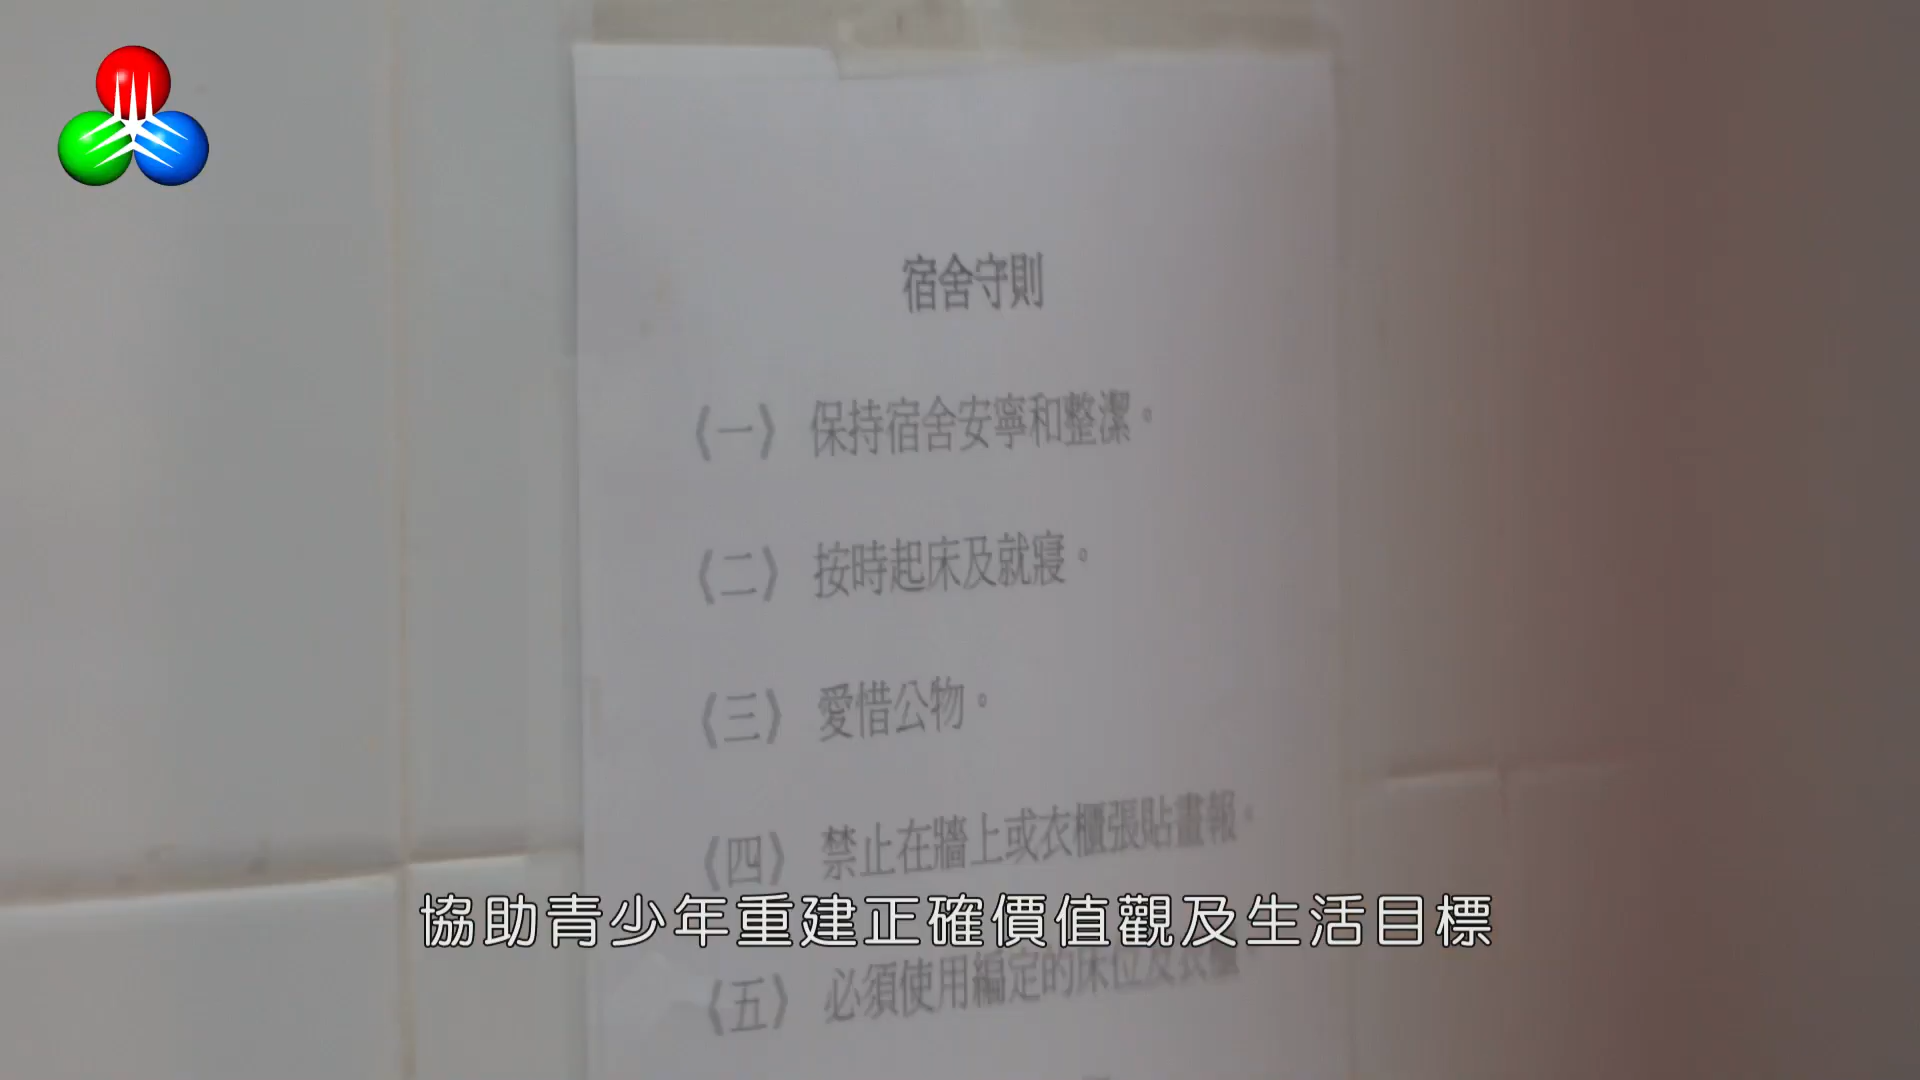 宿舍守則
《一》 保持宿舍安寧和整潔。
《二》 按時起床及就寢。
《三》 愛惜公物。
《四》 禁止在牆上或衣櫃張貼畫報。
協助青少年重建正確價值觀及生活目標
《五》 必須使用編定的床位及衣櫃。